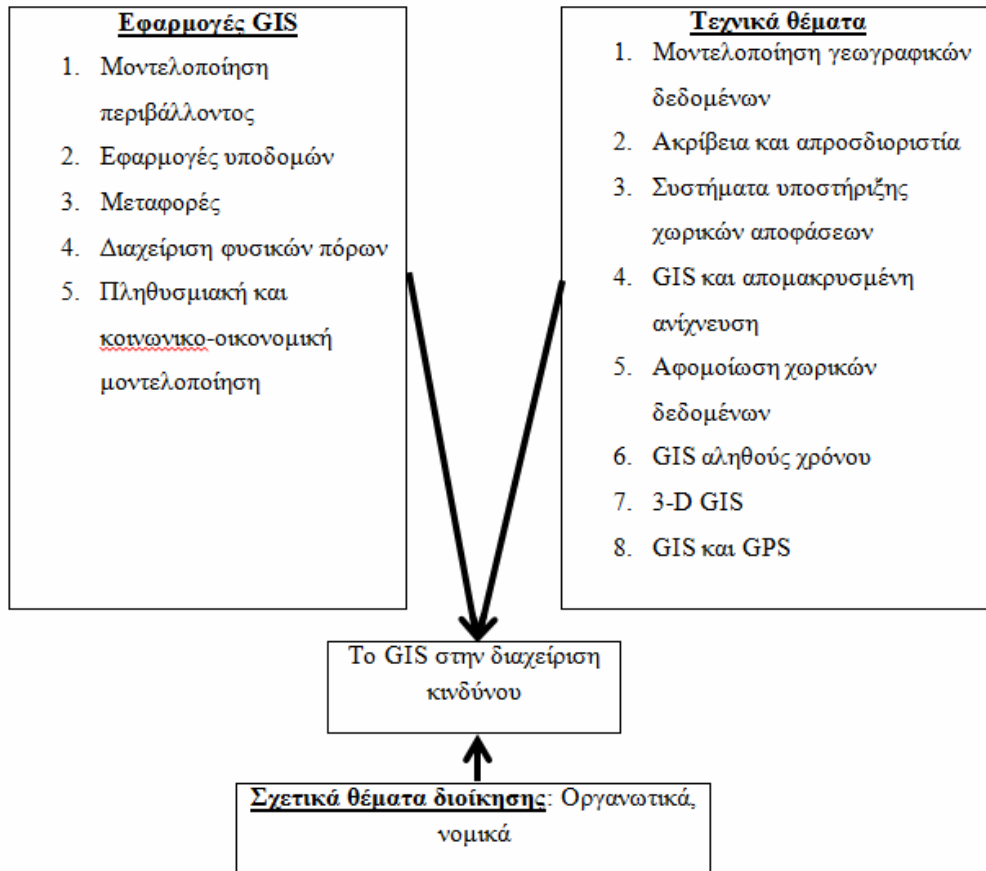 Εφαρμογές GIS
1. Μοντελοποίηση
περιβάλλοντος
2. Εφαρμογές υποδομών
3. Μεταφορές
4. Διαχείριση φυσικών πόρων
5. Πληθυσμιακή και
κοινωνικο-οικονομική
μοντελοποίηση
Τεχνικά θέματα
1. Μοντελοποίηση γεωγραφικών
δεδομένων
2. Ακρίβεια και απροσδιοριστία
3. Συστήματα υποστήριξης
χωρικών αποφάσεων
4. GIS και απομακρυσμένη
ανίχνευση
5. Αφομοίωση χωρικών
δεδομένων
6. GIS αληθούς χρόνου
7. 3-D GIS
8. GIS και GPS
Το GIS στην διαχείριση
κινδύνου
Σχετικά θέματα διοίκησης: Οργανωτικά,
νομικά